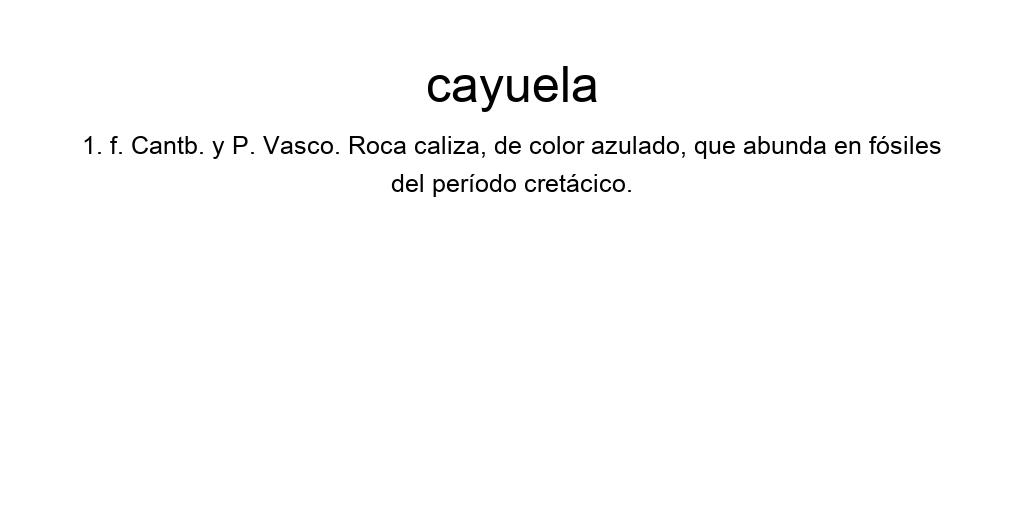 cayuela
1. f. Cantb. y P. Vasco. Roca caliza, de color azulado, que abunda en fósiles
del período cretácico.